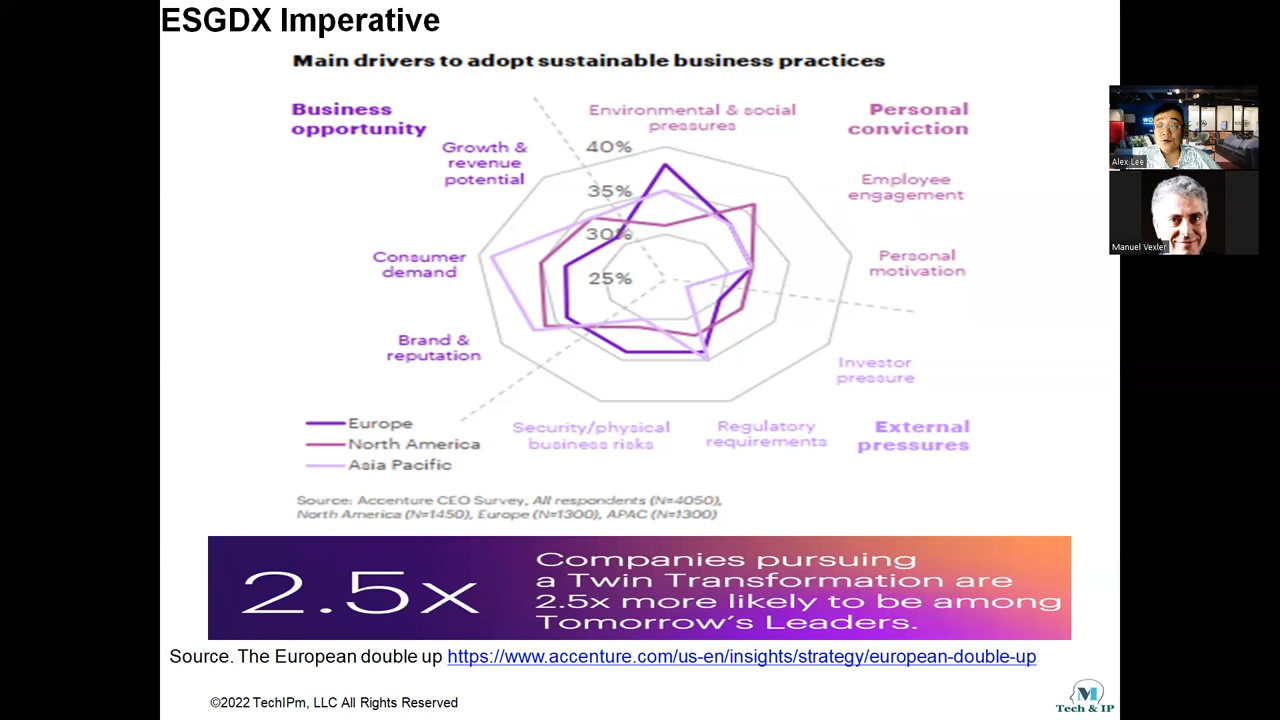 ESGDX Imperative
Main drivers to adopt sustainable business practices
Business
opportunity
Environmental & social
pressures
Personal
conviction
Growth &
revenue
potential
40%
35%
30%
25%
Employee
engagement
Consumer
demand
Personal
motivation
Brand &
reputation
Investor
pressure
Europe
North America
Asia Pacific
Security/physical
business risks
Regulatory
requirements
External
pressures
Source: Accenture CEO Survey, All respondents (N=4050),
North America (N=1450), Europe (N=1300), APAC (N=1300)
2.5x
Companies pursuing
a Twin Transformation are
2.5x more likely to be among
Tomorrow's Leaders.
Source. The European double up https://www.accenture.com/us-en/insights/strategy/european-double-up
©2022 TechIPm, LLC All Rights Reserved
M
Tech & IP
Alex Lee
Manuel Vexler